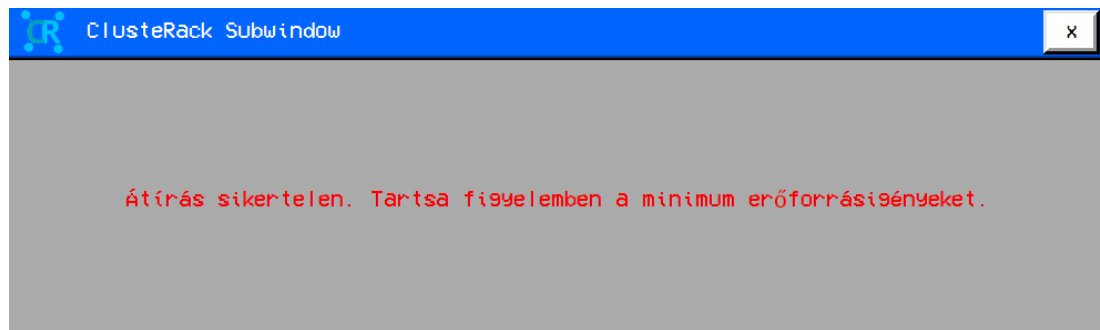 CR ClusteRack Subwindow x
Átírás sikertelen. Tartsa figyelemben a minimum erőforrásigényeket.